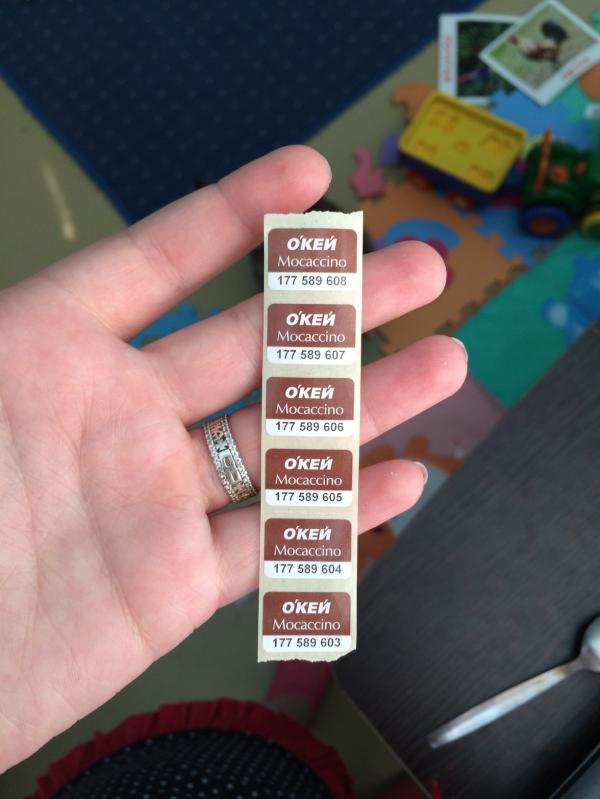 О'КЕЙ
Mocaccino
177 589 608
О'КЕЙ
Mocaccino
177 589 607
О'КЕЙ
Mocaccino
177 589 606
О'КЕЙ
Mocaccino
177 589 605
О'КЕЙ
Mocaccino
177 589 604
О'КЕЙ
Mocaccino
177 589 603